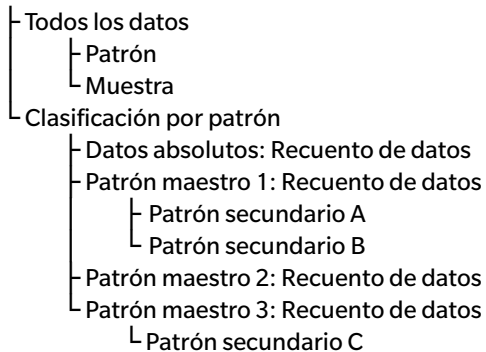 Todos los datos
Patrón
Muestra
Clasificación por patrón
Datos absolutos: Recuento de datos
Patrón maestro 1: Recuento de datos
Patrón secundario A
Patrón secundario B
Patrón maestro 2: Recuento de datos
Patrón maestro 3: Recuento de datos
Patrón secundario C